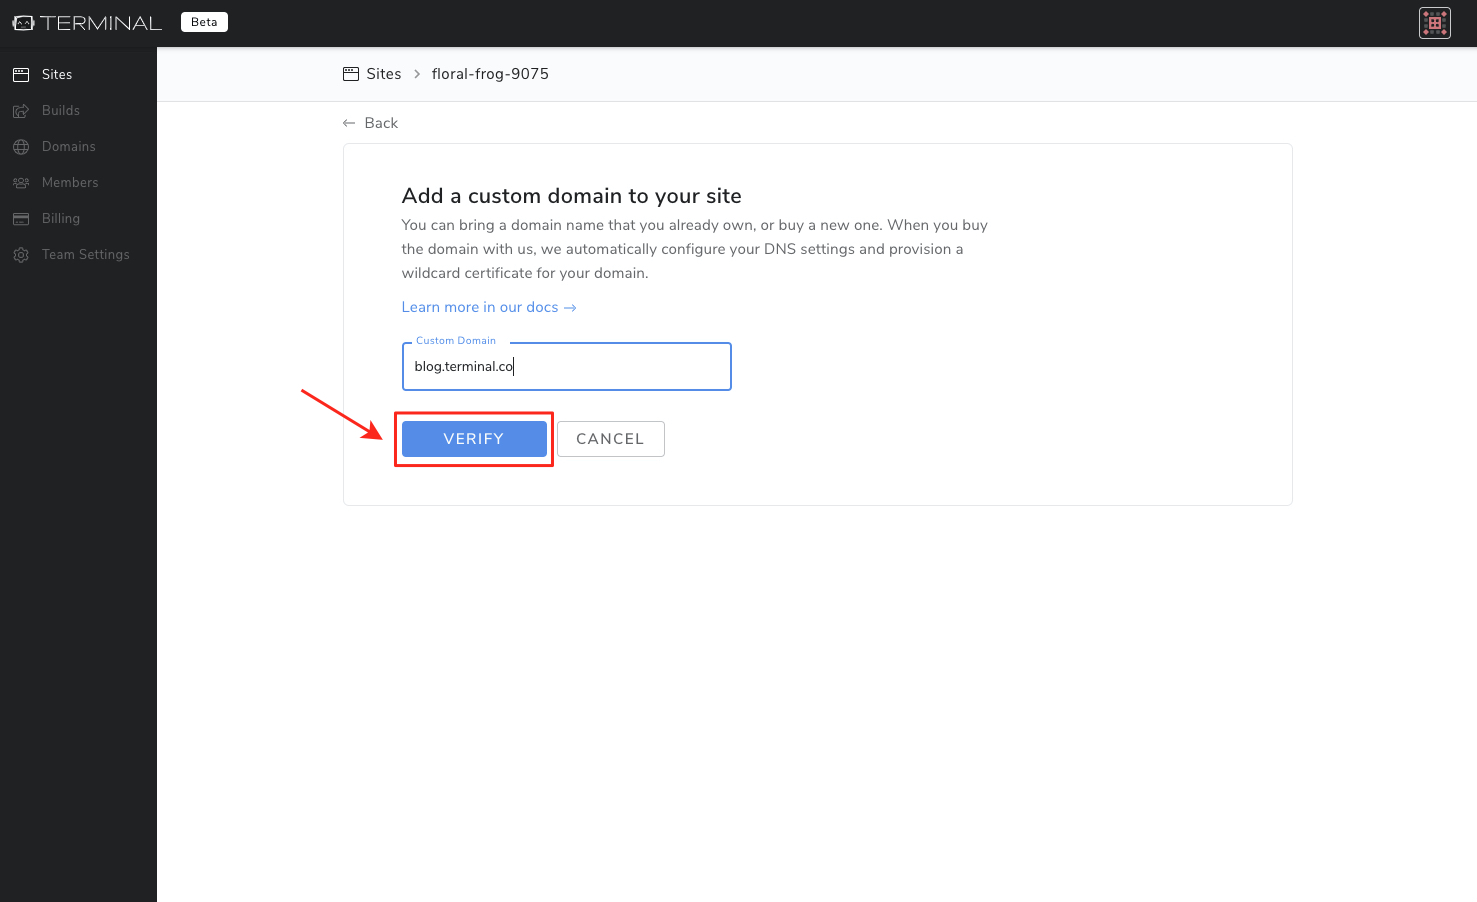 TERMINAL
Beta
Sites
Builds
Domains
Members
Billing
Team Settings
Sites > floral-frog-9075
← Back
Add a custom domain to your site
You can bring a domain name that you already own, or buy a new one. When you buy
the domain with us, we automatically configure your DNS settings and provision a
wildcard certificate for your domain.
Learn more in our docs →
Custom Domain
blog.terminal.co
VERIFY
CANCEL